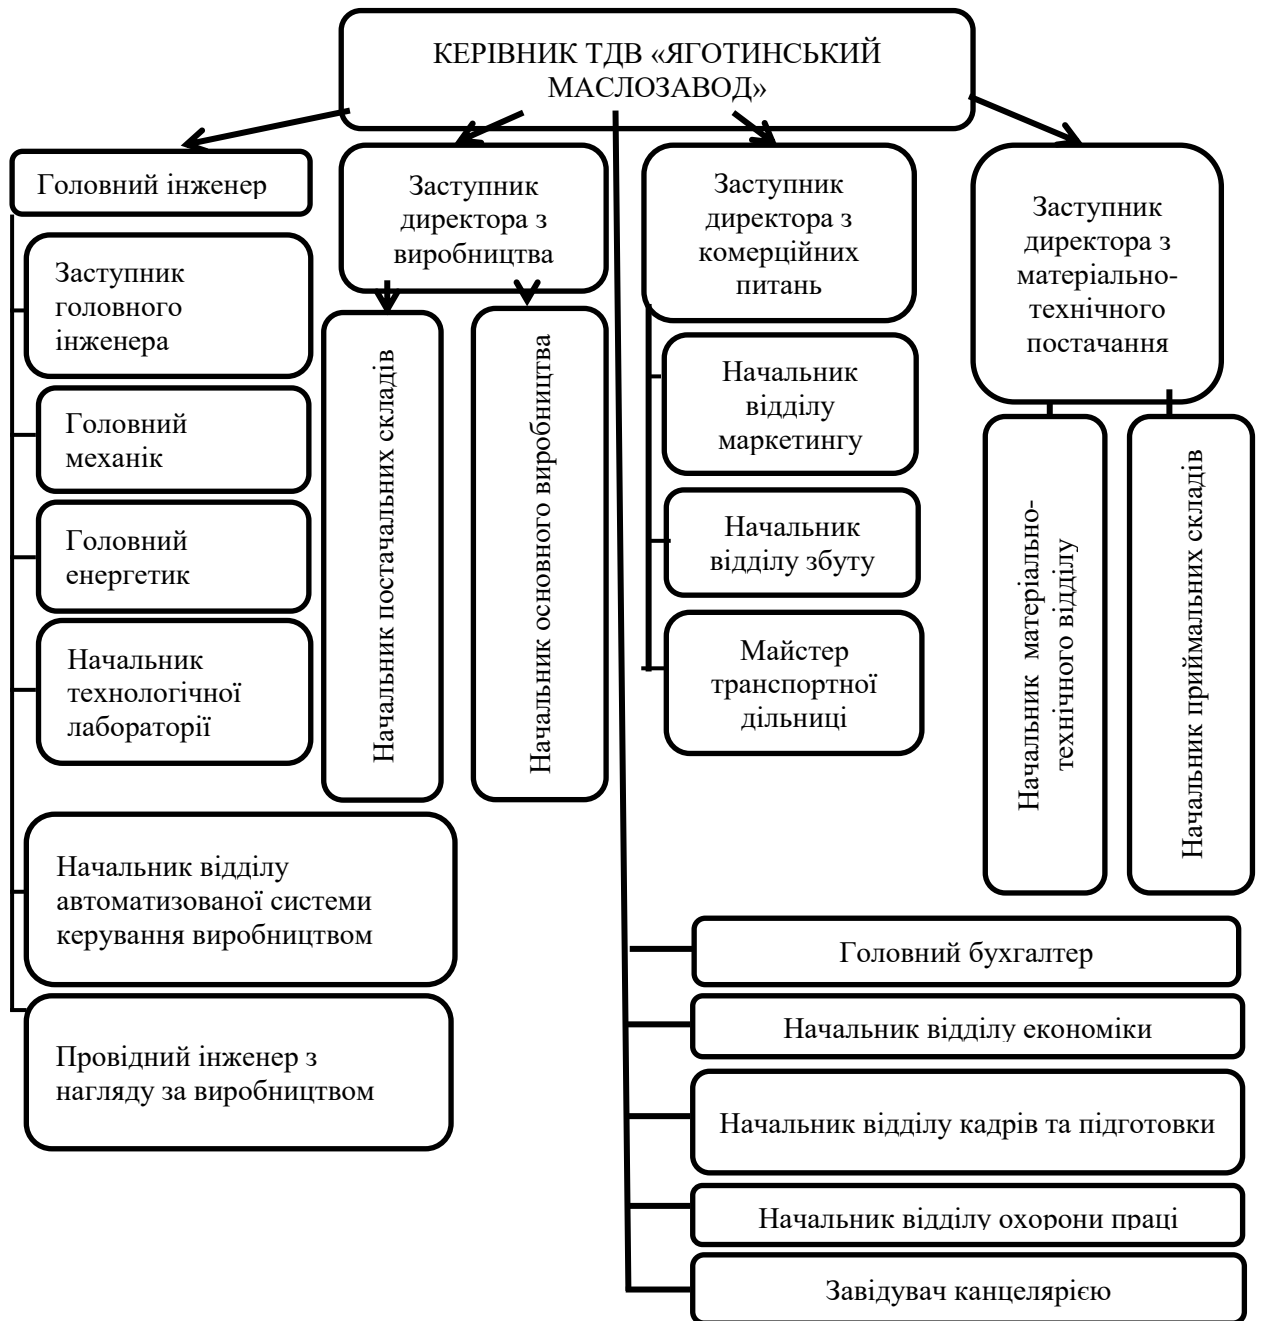 КЕРІВНИК ТДВ «ЯГОТИНСЬКИЙ
МАСЛОЗАВОД»
Головний інженер
Заступник
головного
інженера
Головний
механік
Головний
енергетик
Начальник
технологічної
лабораторії
Начальник відділу
автоматизованої системи
керування виробництвом
Провідний інженер з
нагляду за виробництвом
Заступник
директора з
виробництва
Начальник постачальних складів
Начальник основного виробництва
Заступник
директора з
комерційних
питань
Начальник
відділу
маркетингу
Начальник
відділу збуту
Майстер
транспортної
дільниці
Заступник
директора з
матеріально-
технічного
постачання
Начальник матеріально-
технічного відділу
Начальник приймальних складів
Головний бухгалтер
Начальник відділу економіки
Начальник відділу кадрів та підготовки
Начальник відділу охорони праці
Завідувач канцелярією